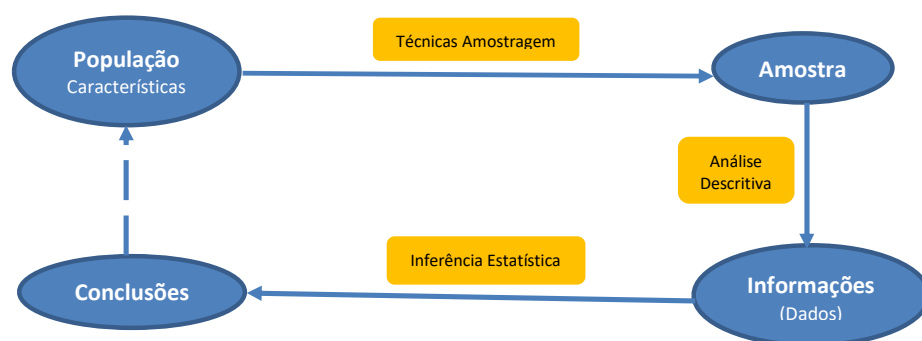 População
Características
Técnicas Amostragem
Amostra
Análise
Descritiva
Informações
(Dados)
Inferência Estatística
Conclusões